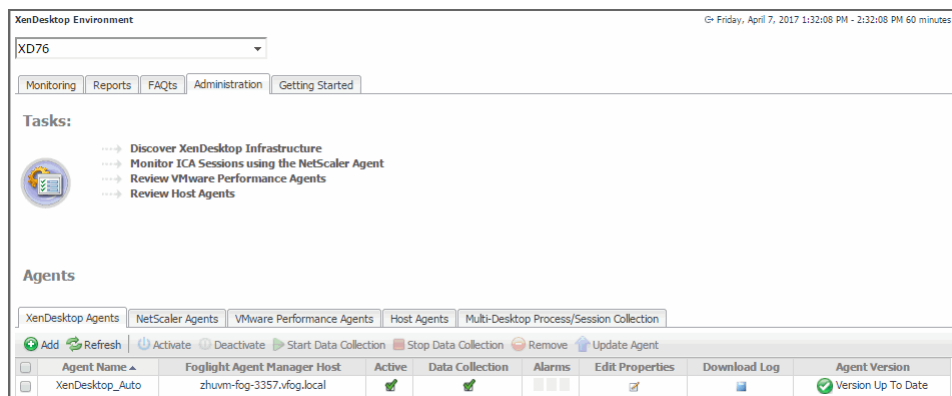 XenDesktop Environment
Friday, April 7, 2017 1:32:08 PM - 2:32:08 PM 60 minutes
XD76
Monitoring Reports FAQts Administration Getting Started
Tasks:
Discover XenDesktop Infrastructure
Monitor ICA Sessions using the NetScaler Agent
Review VMware Performance Agents
Review Host Agents
Agents
XenDesktop Agents NetScaler Agents VMware Performance Agents Host Agents Multi-Desktop Process/Session Collection
Add Refresh Activate Deactivate Start Data Collection Stop Data Collection Remove Update Agent
Agent Name Foglight Agent Manager Host Active Data Collection Alarms Edit Properties Download Log Agent Version
XenDesktop_Auto zhuvm-fog-3357.vfog.local Version Up To Date